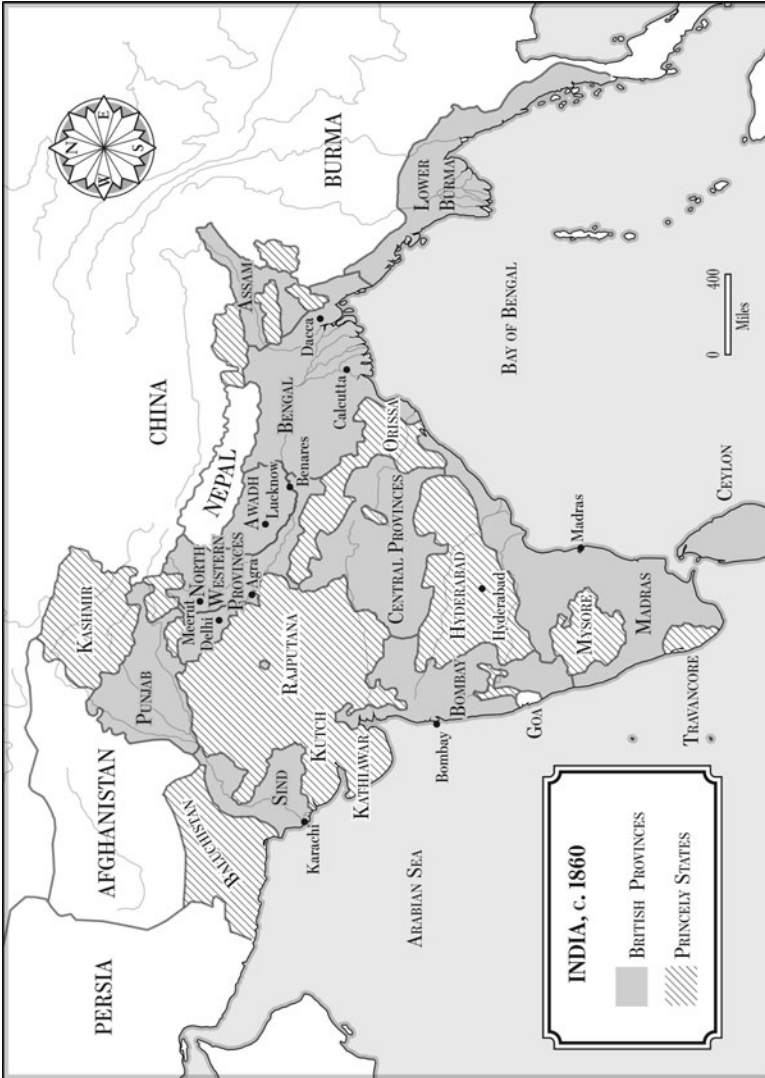 PERSIA
AFGHANISTAN
BALUCHISTAN
KASHMIR
PUNJAB
CHINA
N
E
S
W
NEPAL
Meerut
Delhi
NORTH
WESTERN
PROVINCES
Agra
AWADH
Lucknow
Benares
ASSAM
BURMA
LOWER
BURMA
BENGAL
Dacca
Calcutta
SIND
Karachi
KUTCH
KATHIAWAR
RAJPUTANA
CENTRAL PROVINCES
ORISSA
BOMBAY
Bombay
HYDERABAD
Hyderabad
GOA
MYSORE
MADRAS
Madras
TRAVANCORE
CEYLON
ARABIAN SEA
BAY OF BENGAL
0 400
Miles
INDIA, c. 1860
BRITISH PROVINCES
PRINCELY STATES